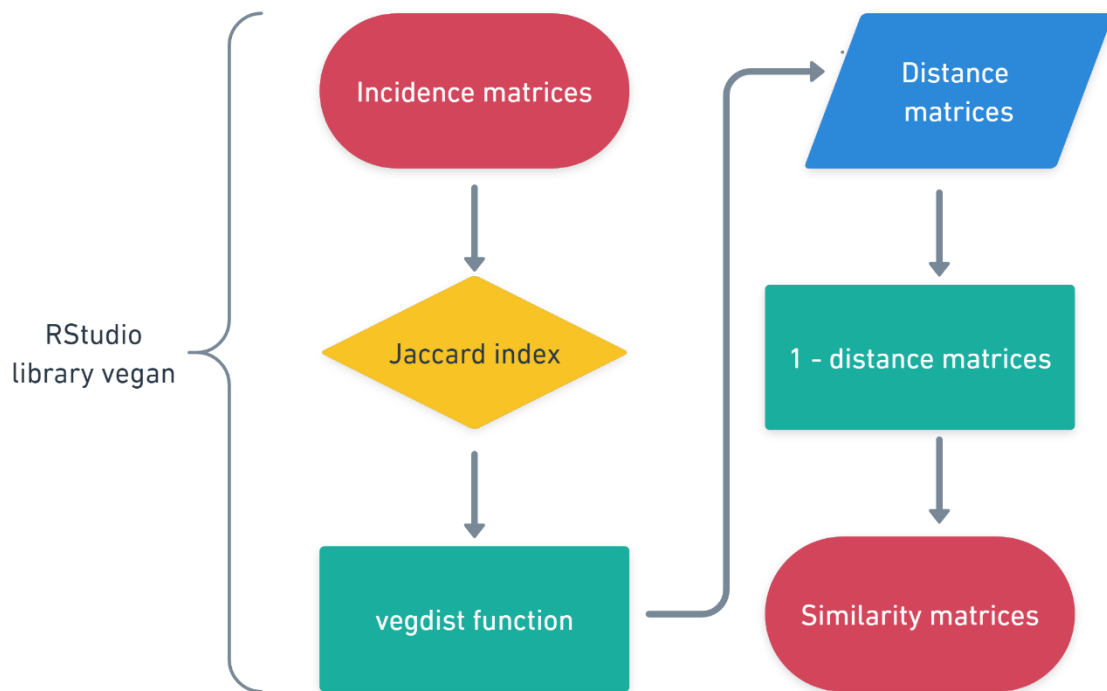 RStudio
library vegan
Incidence matrices
Jaccard index
vegdist function
Distance
matrices
1 - distance matrices
Similarity matrices